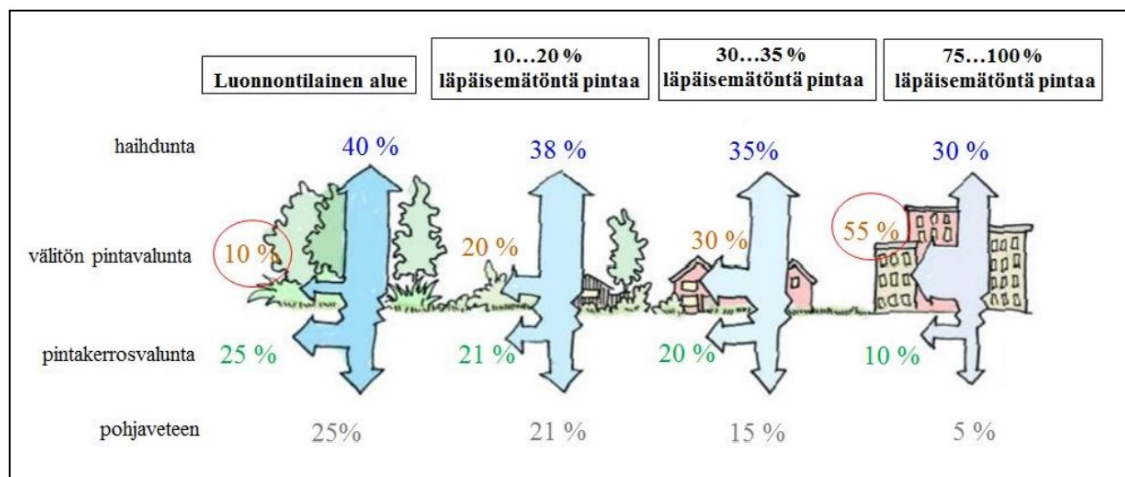 Luonnontilainen alue
10…20 %
läpäisemätöntä pintaa
30…35 %
läpäisemätöntä pintaa
75…100 %
läpäisemätöntä pintaa
haihdunta 40 % 38 % 35% 30 %
välitön pintavalunta 10 % 20 % 30 % 55 %
pintakerrosvalunta 25 % 21 % 20 % 10 %
pohjaveteen 25% 21 % 15 % 5 %